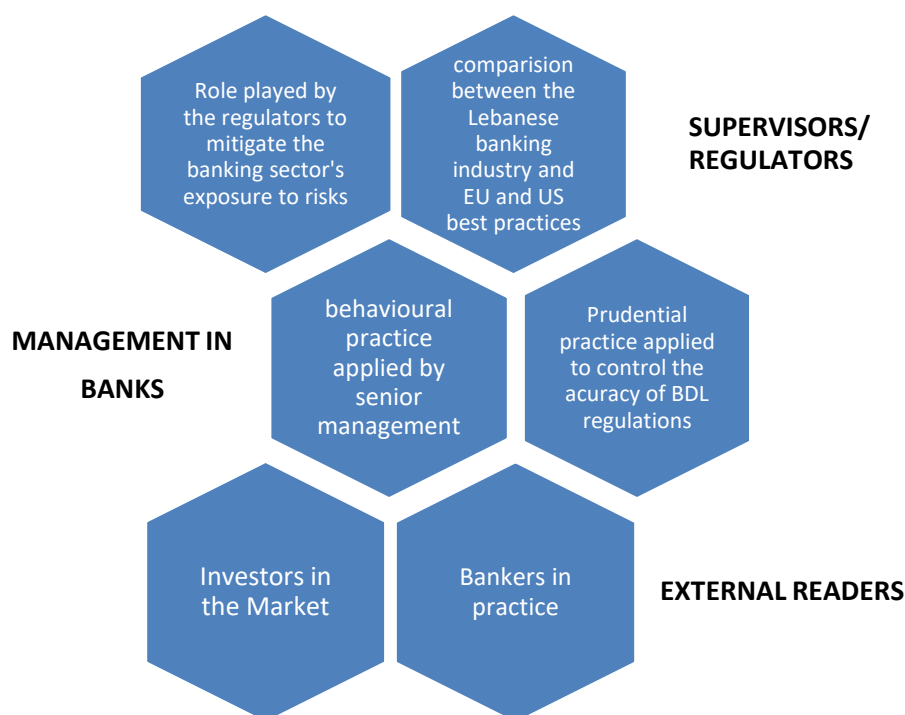 Role played by
the regulators to
mitigate the
banking sector's
exposure to risks
comparision
between the
Lebanese
banking
industry and
EU and US
best practices
SUPERVISORS/
REGULATORS
MANAGEMENT IN
BANKS
behavioural
practice
applied by
senior
management
Prudential
practice applied
to control the
acuracy of BDL
regulations
Investors in
the Market
Bankers in
practice
EXTERNAL READERS